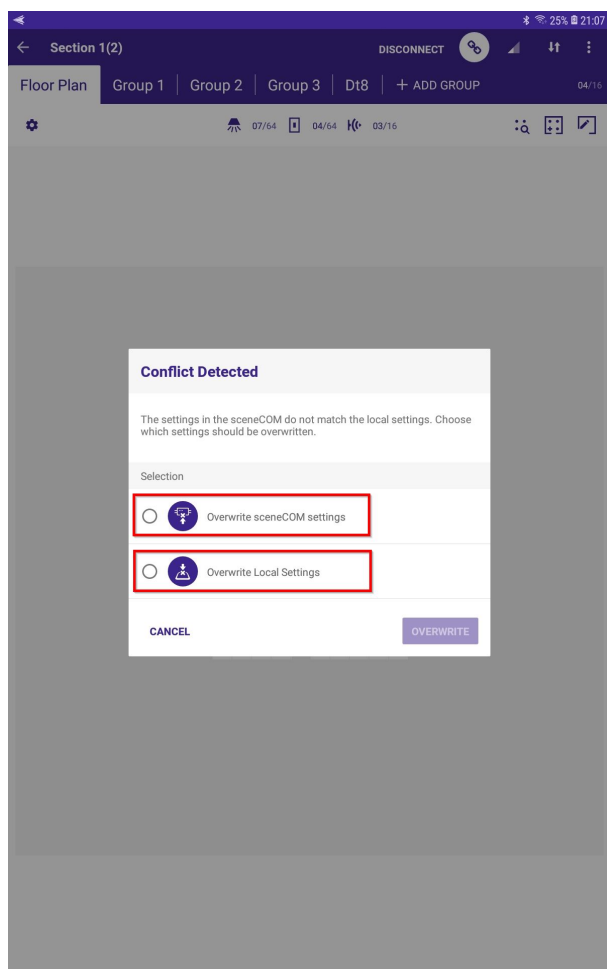 25% 21:07
Section 1(2) DISCONNECT
Floor Plan Group 1 Group 2 Group 3 Dt8 + ADD GROUP 04/16
07/64 04/64 03/16
Conflict Detected
The settings in the sceneCOM do not match the local settings. Choose
which settings should be overwritten.
Selection
Overwrite sceneCOM settings
Overwrite Local Settings
CANCEL OVERWRITE